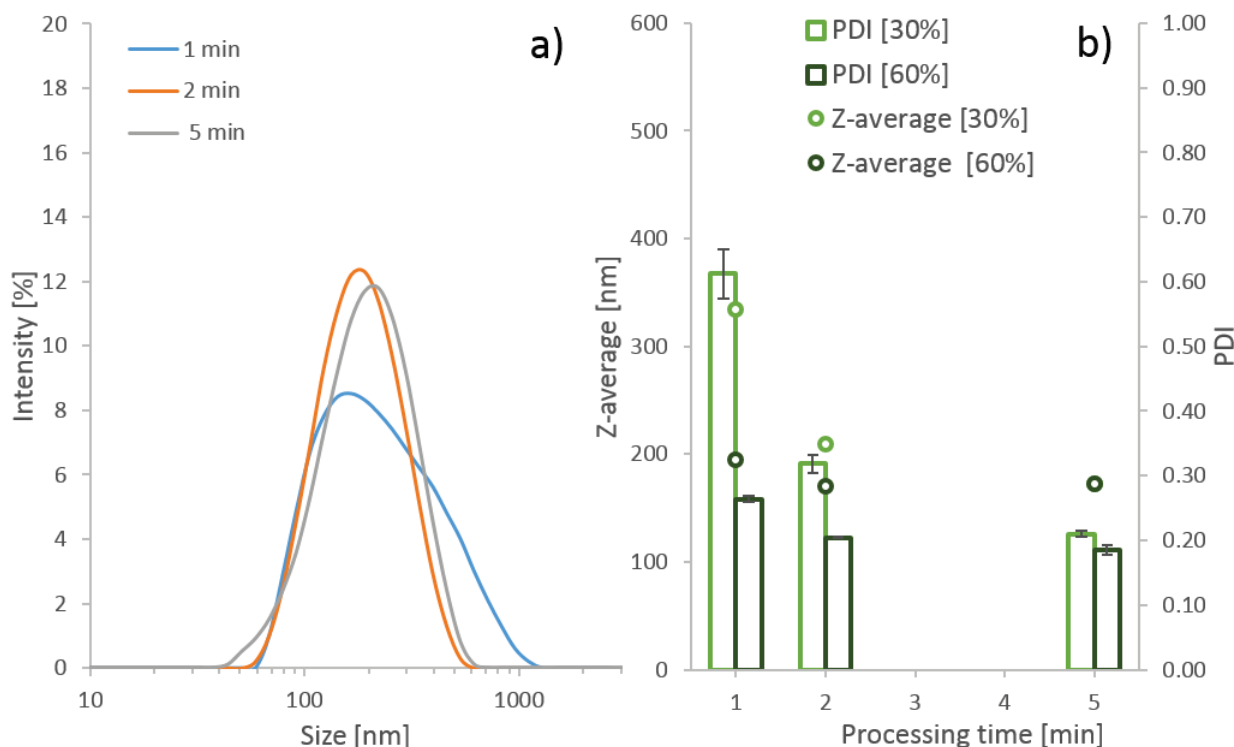 a)
1 min
2 min
5 min
Intensity [%]
20
18
16
14
12
10
8
6
4
2
0
10
100
1000
Size [nm]
b)
PDI [30%]
PDI [60%]
Z-average [30%]
Z-average [60%]
Z-average [nm]
600
500
400
300
200
100
0
1
2
3
4
5
Processing time [min]
1.00
0.90
0.80
0.70
0.60
0.50
0.40
0.30
0.20
0.10
0.00
PDI